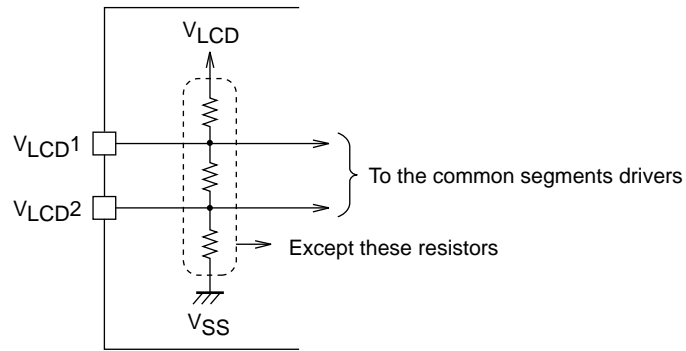 VLCD
VLCD1
To the common segments drivers
VLCD2
Except these resistors
VSS